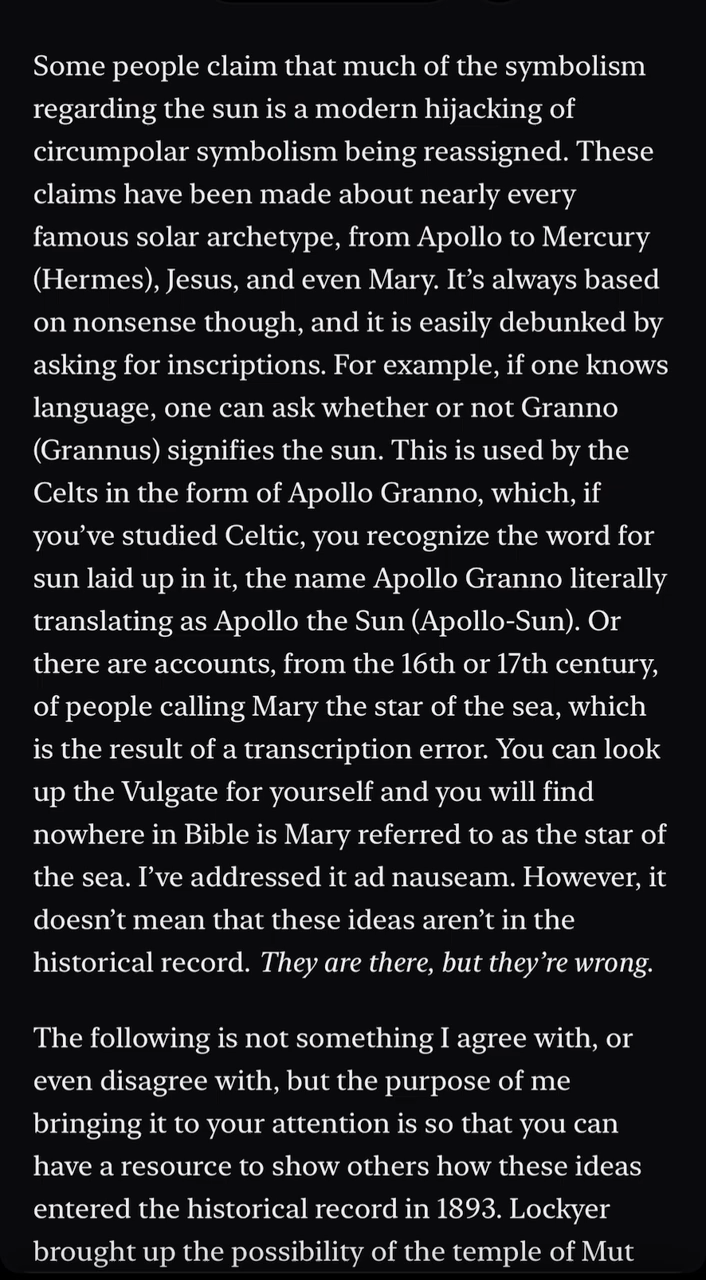 Some people claim that much of the symbolism
regarding the sun is a modern hijacking of
circumpolar symbolism being reassigned. These
claims have been made about nearly every
famous solar archetype, from Apollo to Mercury
(Hermes), Jesus, and even Mary. It’s always based
on nonsense though, and it is easily debunked by
asking for inscriptions. For example, if one knows
language, one can ask whether or not Granno
(Grannus) signifies the sun. This is used by the
Celts in the form of Apollo Granno, which, if
you’ve studied Celtic, you recognize the word for
sun laid up in it, the name Apollo Granno literally
translating as Apollo the Sun (Apollo-Sun). Or
there are accounts, from the 16th or 17th century,
of people calling Mary the star of the sea, which
is the result of a transcription error. You can look
up the Vulgate for yourself and you will find
nowhere in Bible is Mary referred to as the star of
the sea. I’ve addressed it ad nauseam. However, it
doesn’t mean that these ideas aren’t in the
historical record. They are there, but they’re wrong.
The following is not something I agree with, or
even disagree with, but the purpose of me
bringing it to your attention is so that you can
have a resource to show others how these ideas
entered the historical record in 1893. Lockyer
brought up the possibility of the temple of Mut